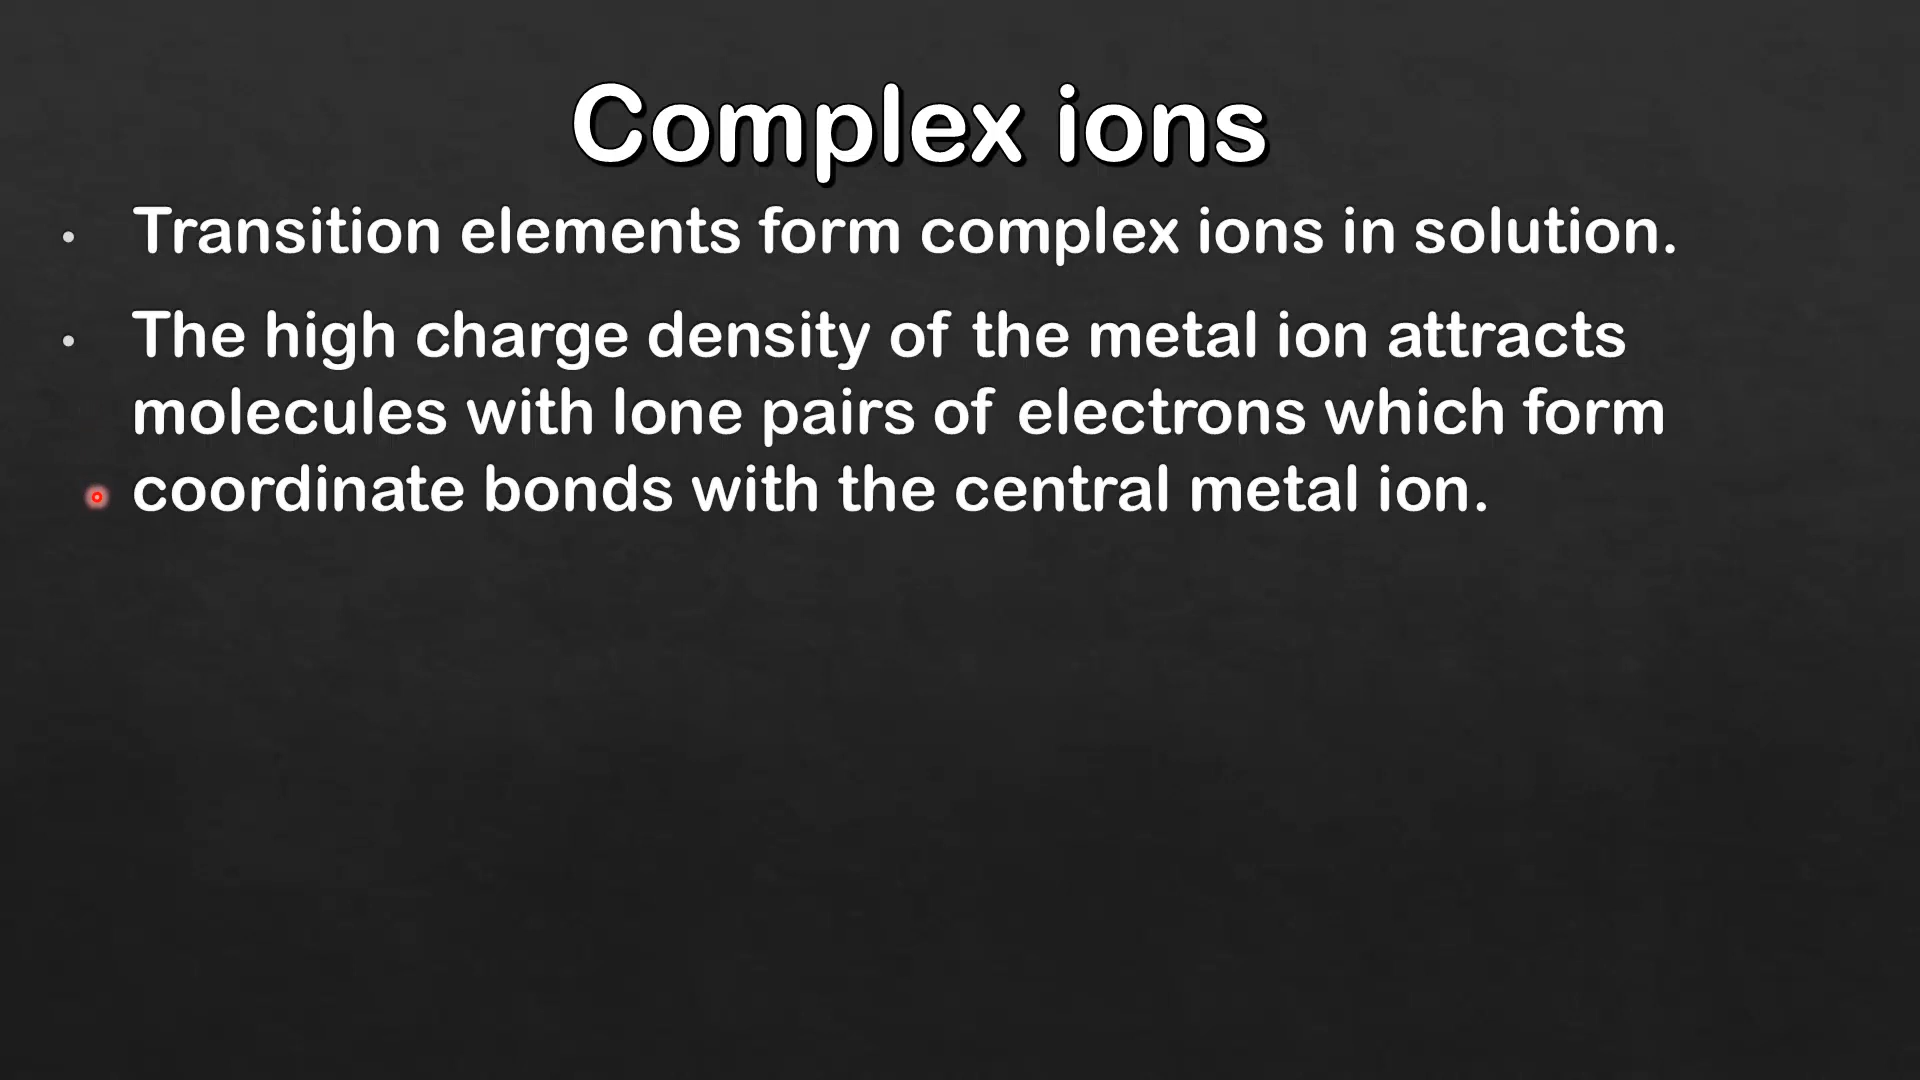 Complex ions
• Transition elements form complex ions in solution.
• The high charge density of the metal ion attracts
molecules with lone pairs of electrons which form
coordinate bonds with the central metal ion.